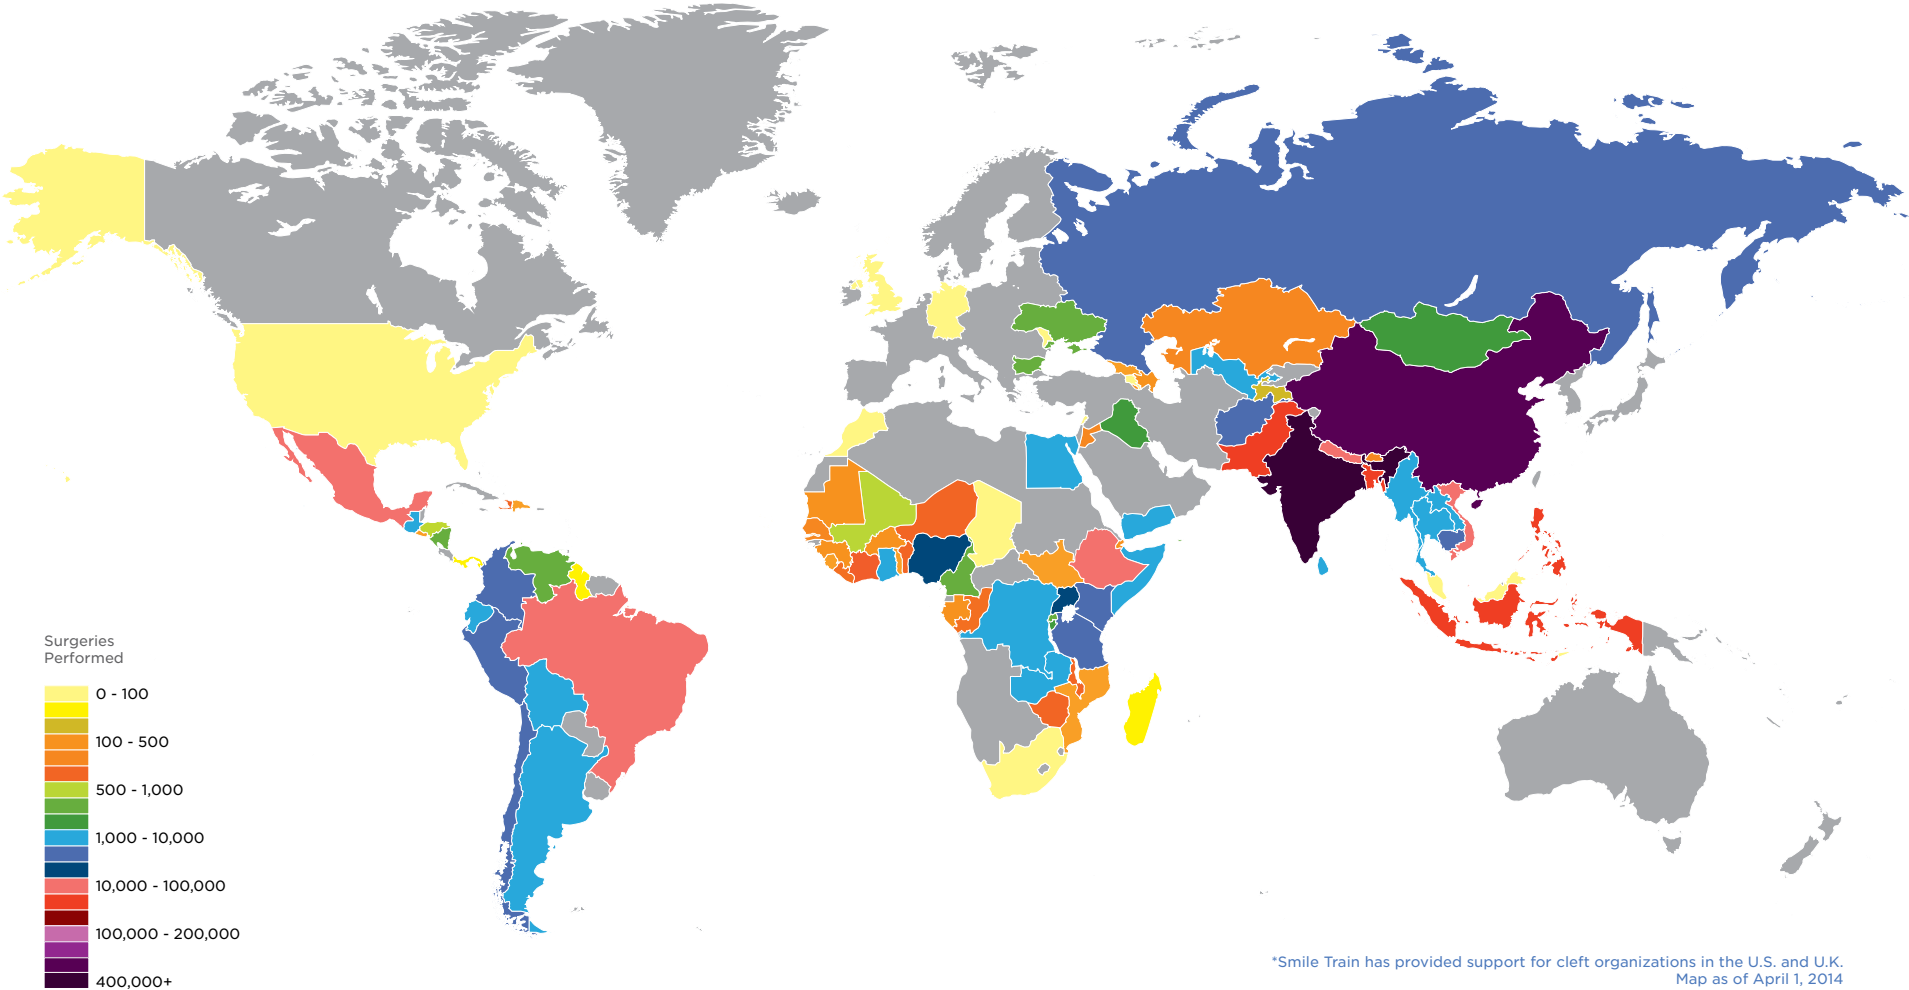 Surgeries
Performed
0 - 100
100 - 500
500 - 1,000
1,000 - 10,000
10,000 - 100,000
100,000 - 200,000
400,000+
*Smile Train has provided support for cleft organizations in the U.S. and U.K.
Map as of April 1, 2014